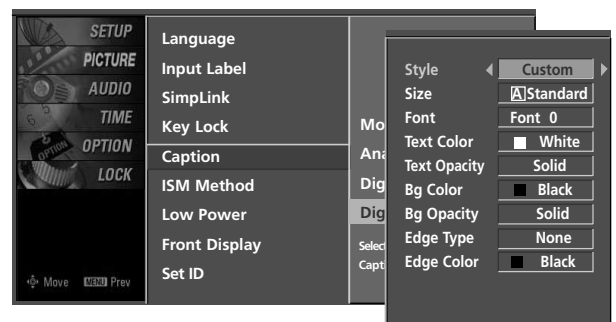 SETUP
PICTURE
AUDIO
TIME
OPTION
LOCK
Move MENU Prev
Language
Input Label
SimpLink
Key Lock
Caption
ISM Method
Low Power
Front Display
Set ID
Mo
Ana
Dig
Dig
Select
Capt
Style Custom
Size A Standard
Font Font 0
Text Color White
Text Opacity Solid
Bg Color Black
Bg Opacity Solid
Edge Type None
Edge Color Black